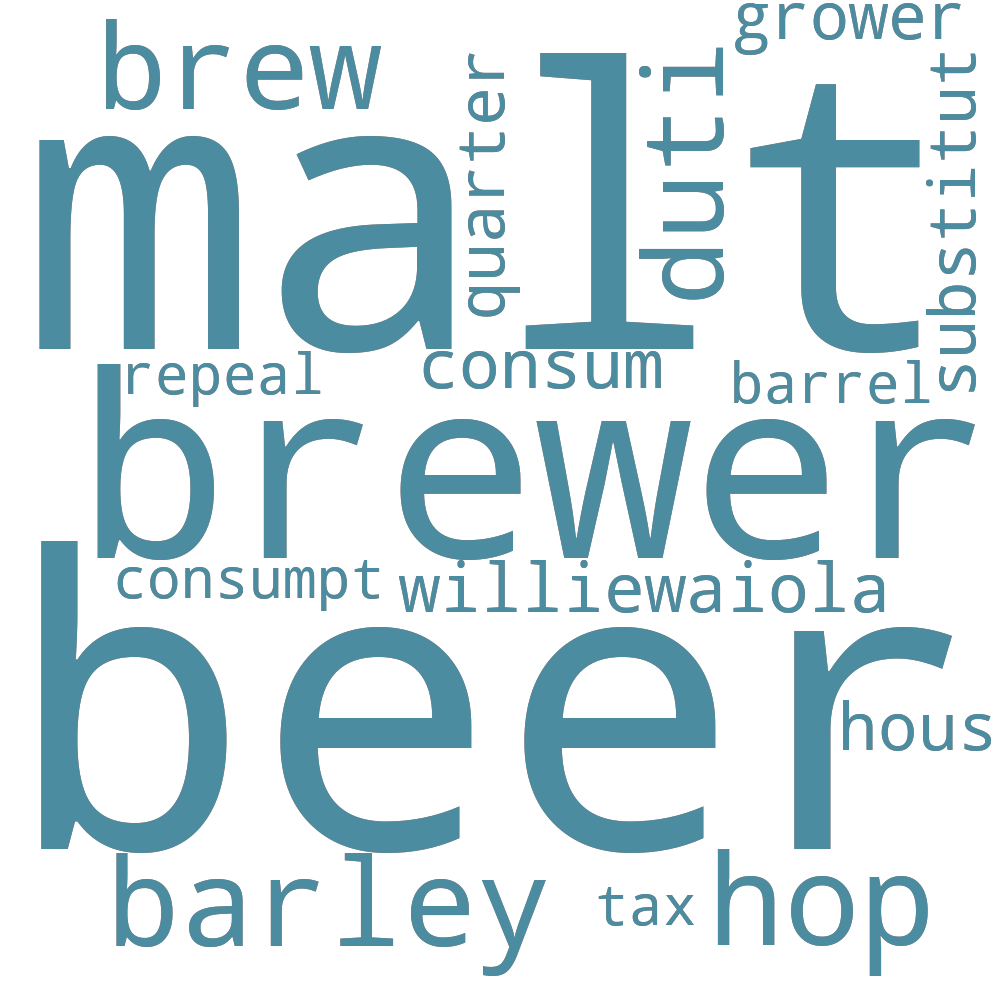 grower
brew
malt
quarter
duti
substitut
repeal
consum
barrel
brewer
consumpt
williewaiola
beer
hous
barley
tax
hop